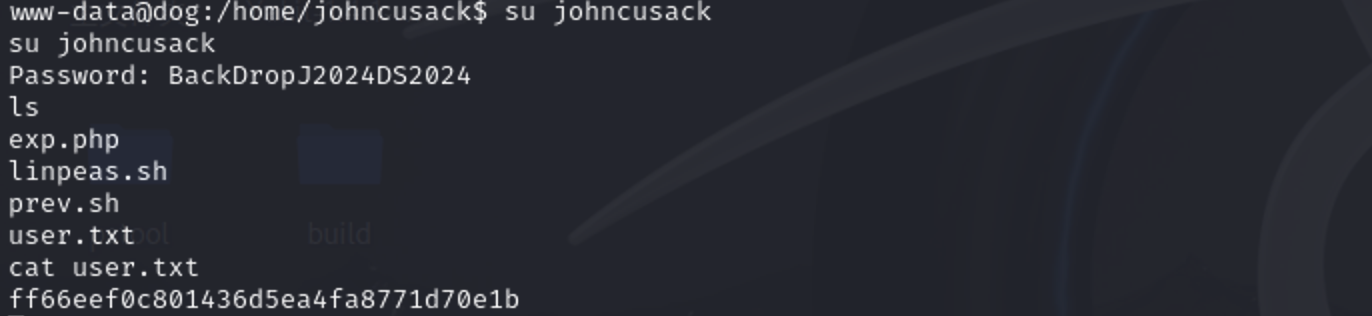 www-data@dog:/home/johncusack$ su johncusack
su johncusack
Password: BackDropJ2024DS2024
ls
exp.php
linpeas.sh
prev.sh
user.txt
build
cat user.txt
ff66eef0c801436d5ea4fa8771d70e1b